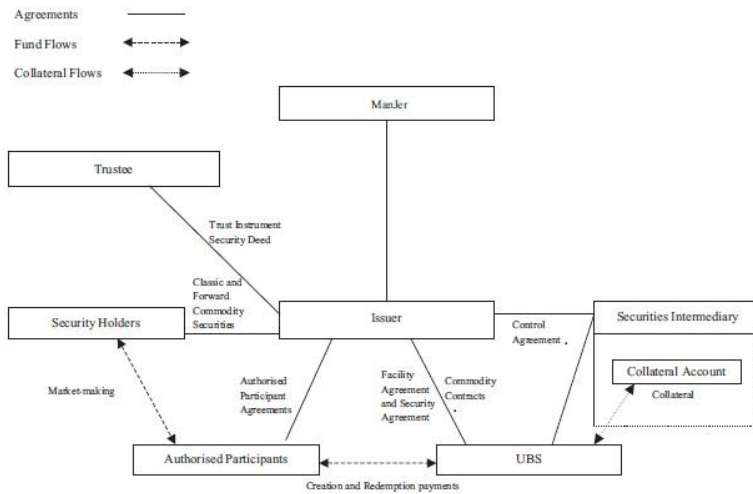 Agreements
Fund Flows
Collateral Flows
ManJer
Trustee
Trust Instrument
Security Deed
Classic and
Forward
Commodity
Securities
Security Holders
Issuer
Control
Agreement
Securities Intermediary
Collateral Account
Collateral
Market-making
Authorised
Participant
Agreements
Facility
Agreement
and Security
Agreement
Commodity
Contracts
Authorised Participants
UBS
Creation and Redemption payments